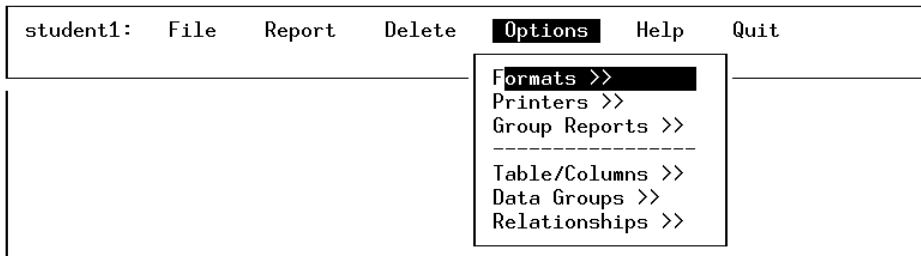 student1: File Report Delete Options Help Quit
Formats >>
Printers >>
Group Reports >>
------------------
Table/Columns >>
Data Groups >>
Relationships >>